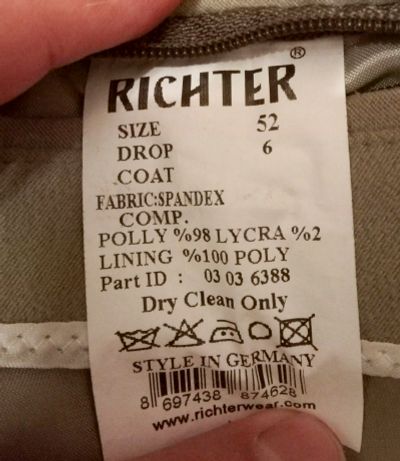 RICHTER®
SIZE 52
DROP 6
COAT
FABRIC:SPANDEX
COMP.
POLLY %98 LYCRA %2
LINING %100 POLY
Part ID : 03 03 6388
Dry Clean Only
STYLE IN GERMANY
8 697438 874628
www.richterwear.com